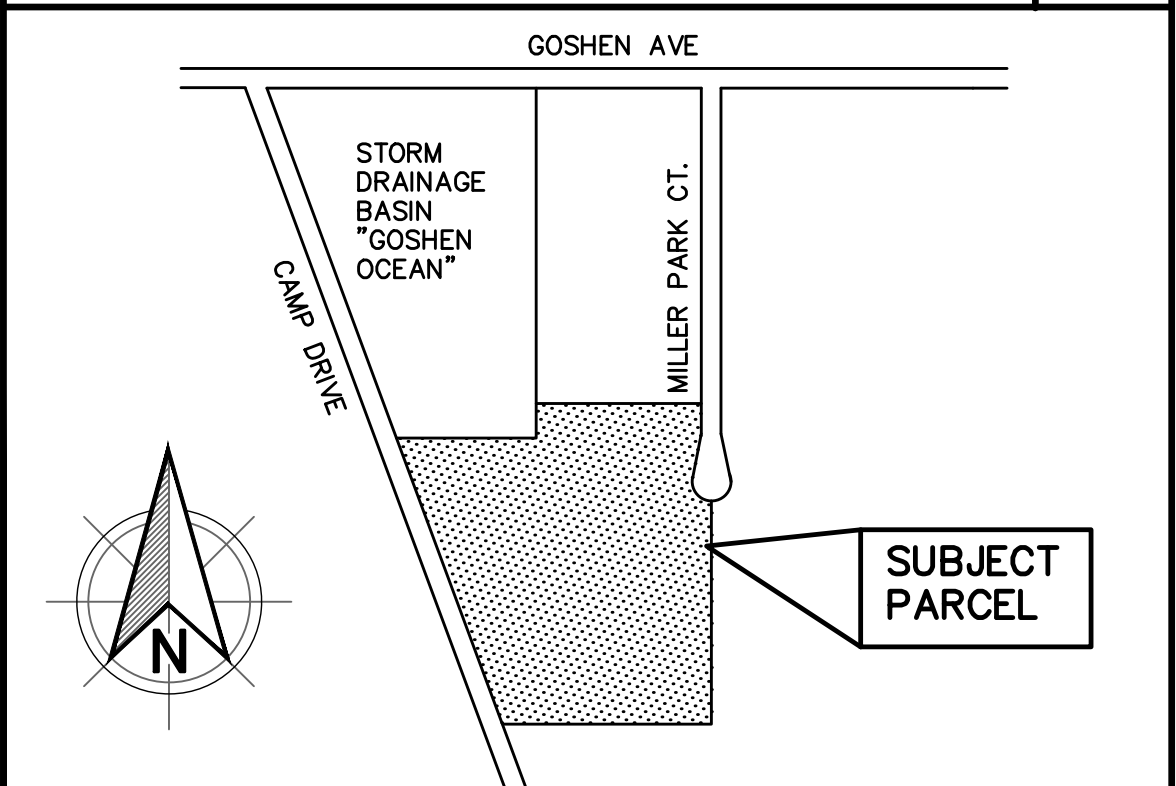 GOSHEN AVE
STORM
DRAINAGE
BASIN
"GOSHEN
OCEAN"
MILLER PARK CT.
CAMP DRIVE
SUBJECT
PARCEL
N